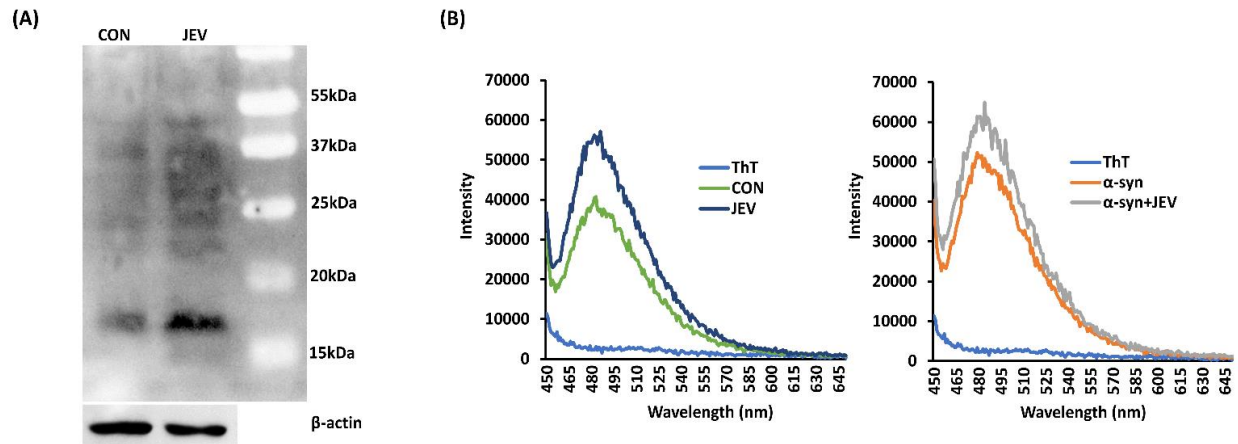 (A)
CON JEV
55kDa
37kDa
25kDa
20kDa
15kDa
β-actin
(B)
70000
60000
50000
40000
30000
20000
10000
0
Intensity
ThT
CON
JEV
450 465 480 495 510 525 540 555 570 585 600 615 630 645
Wavelength (nm)
70000
60000
50000
40000
30000
20000
10000
0
Intensity
ThT
α-syn
α-syn+JEV
450 465 480 495 510 525 540 555 570 585 600 615 630 645
Wavelength (nm)